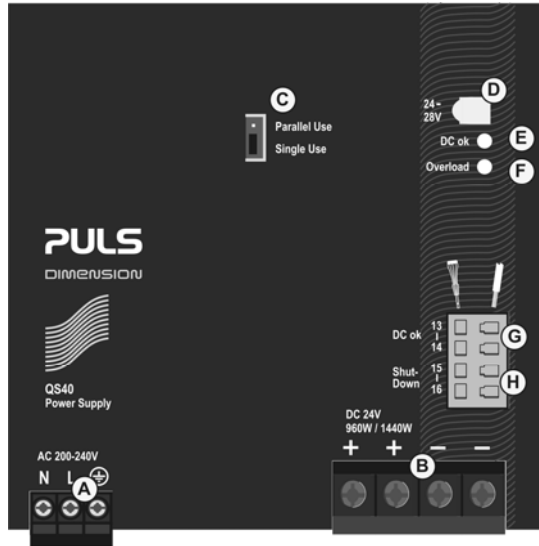 C
Parallel Use
Single Use
D
24-
28V
DC ok
E
Overload
F
PULS
DIMENSION
QS40
Power Supply
DC ok
13
14
G
Shut-
Down
15
16
H
DC 24V
960W / 1440W
+ + − −
B
AC 200-240V
N L
A